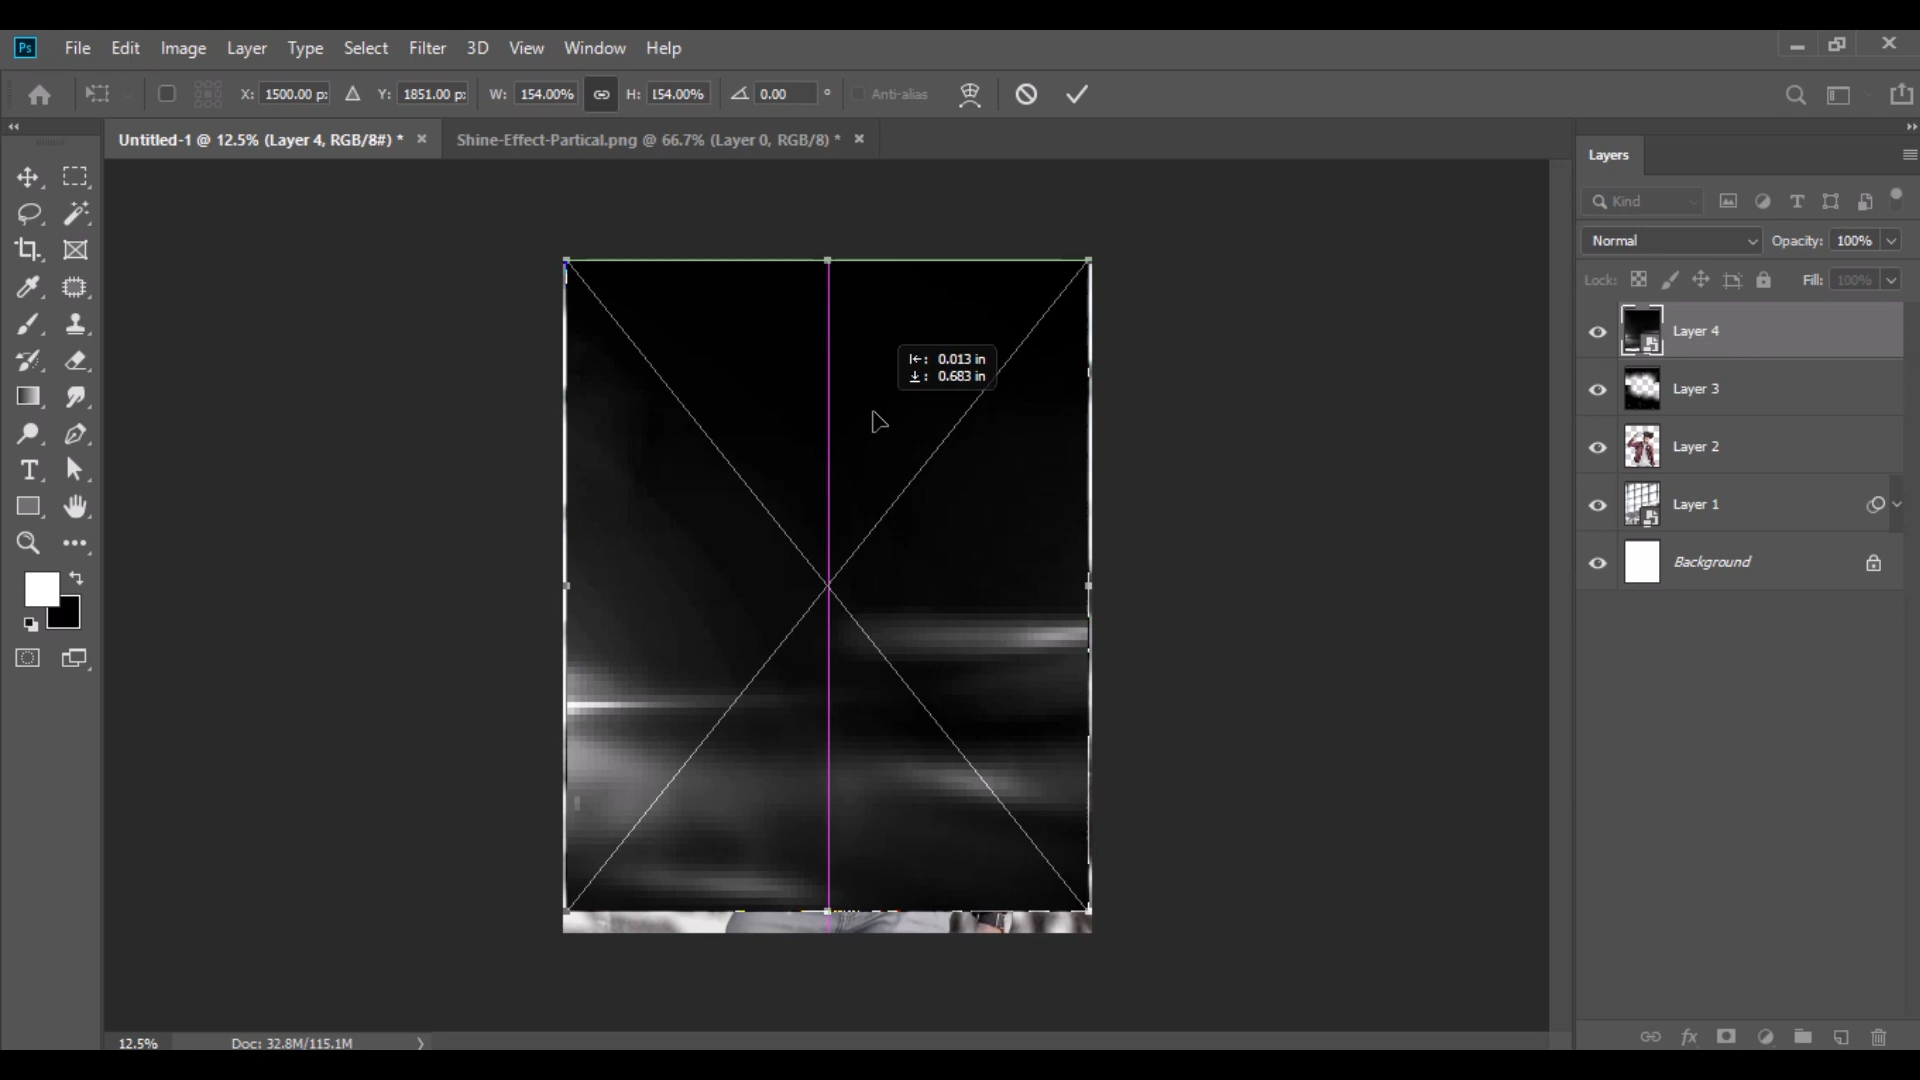 Ps File Edit Image Layer Type Select Filter 3D View Window Help
X: 1500.00 px Y: 1851.00 px W: 154.00% H: 154.00% 0.00 ° Anti-alias
Untitled-1 @ 12.5% (Layer 4, RGB/8#) * × Shine-Effect-Partical.png @ 66.7% (Layer 0, RGB/8) * ×
Layers
Kind
Normal Opacity: 100%
Lock: Fill: 100%
Layer 4
: 0.013 in
: 0.683 in
Layer 3
Layer 2
Layer 1
Background
12.5% Doc: 32.8M/115.1M